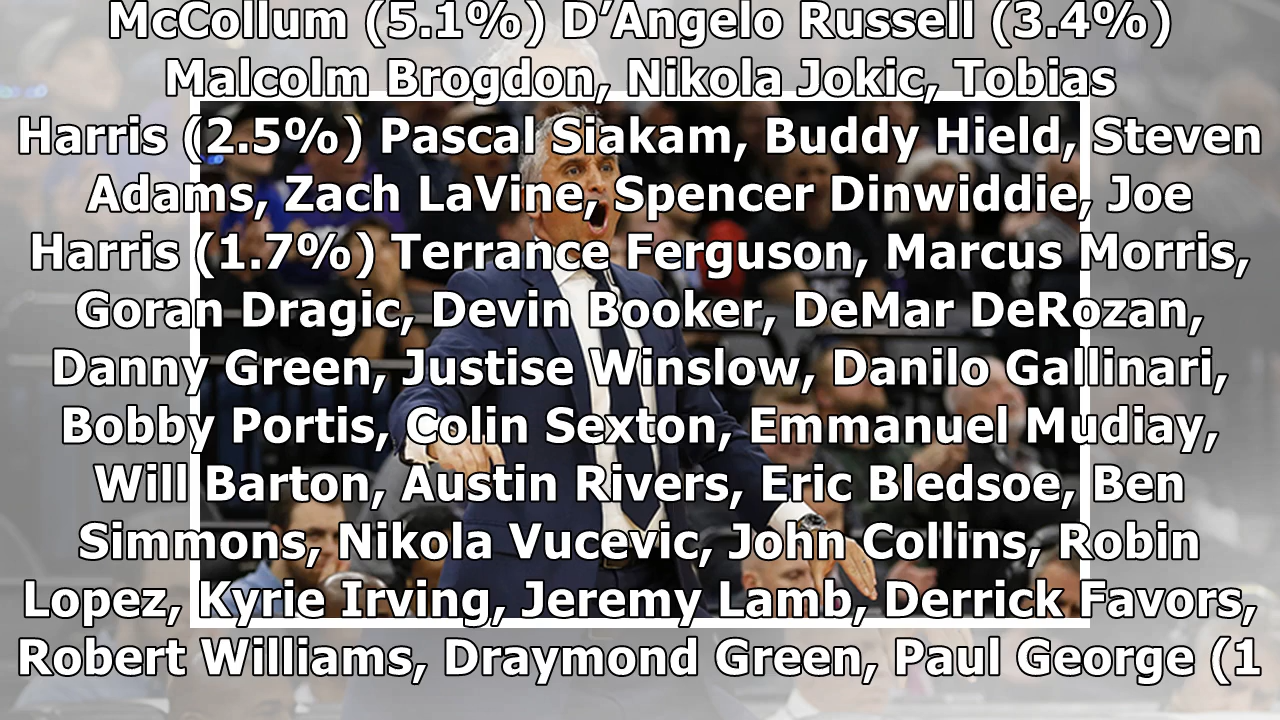 McCollum (5.1%) D’Angelo Russell (3.4%)
Malcolm Brogdon, Nikola Jokic, Tobias
Harris (2.5%) Pascal Siakam, Buddy Hield, Steven
Adams, Zach LaVine, Spencer Dinwiddie, Joe
Harris (1.7%) Terrance Ferguson, Marcus Morris,
Goran Dragic, Devin Booker, DeMar DeRozan,
Danny Green, Justise Winslow, Danilo Gallinari,
Bobby Portis, Colin Sexton, Emmanuel Mudiay,
Will Barton, Austin Rivers, Eric Bledsoe, Ben
Simmons, Nikola Vucevic, John Collins, Robin
Lopez, Kyrie Irving, Jeremy Lamb, Derrick Favors,
Robert Williams, Draymond Green, Paul George (1